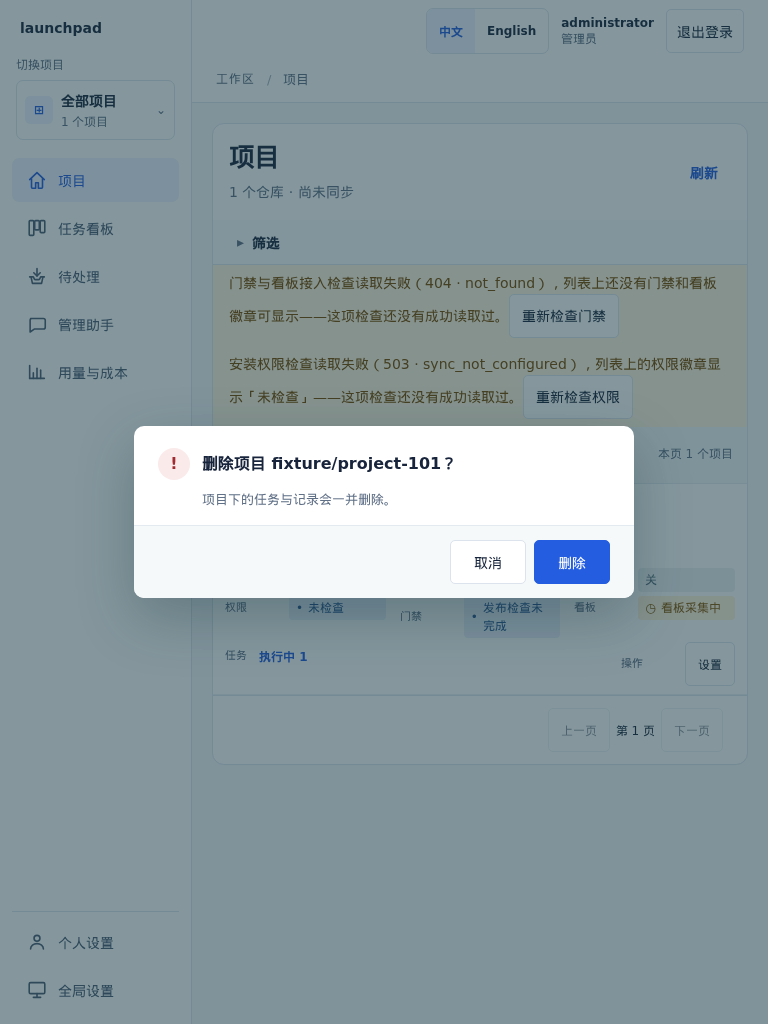 launchpad
中文
English
administrator
管理员
退出登录
切换项目
全部项目
1 个项目
工作区 / 项目
项目
任务看板
待处理
管理助手
用量与成本
项目
1 个仓库 · 尚未同步
刷新
▸ 筛选
门禁与看板接入检查读取失败（404 · not_found），列表上还没有门禁和看板
徽章可显示——这项检查还没有成功读取过。 重新检查门禁
安装权限检查读取失败（503 · sync_not_configured），列表上的权限徽章显
示「未检查」——这项检查还没有成功读取过。 重新检查权限
本页 1 个项目
!
删除项目 fixture/project-101？
项目下的任务与记录会一并删除。
取消
删除
关
权限
• 未检查
门禁
• 发布检查未
完成
看板
看板采集中
任务
执行中 1
操作
设置
上一页
第 1 页
下一页
个人设置
全局设置